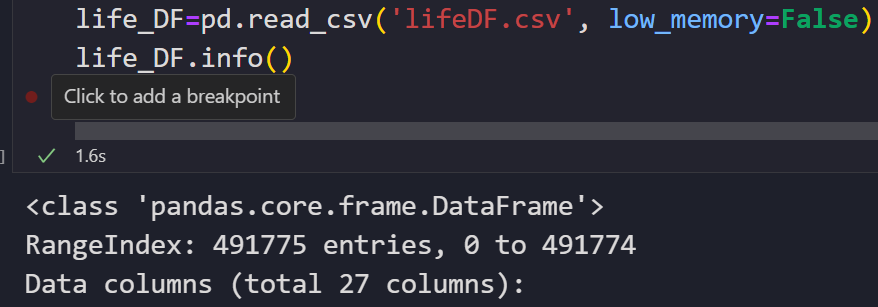 life_DF=pd.read_csv('lifeDF.csv', low_memory=False)
life_DF.info()
Click to add a breakpoint
]
1.6s
<class 'pandas.core.frame.DataFrame'>
RangeIndex: 491775 entries, 0 to 491774
Data columns (total 27 columns):